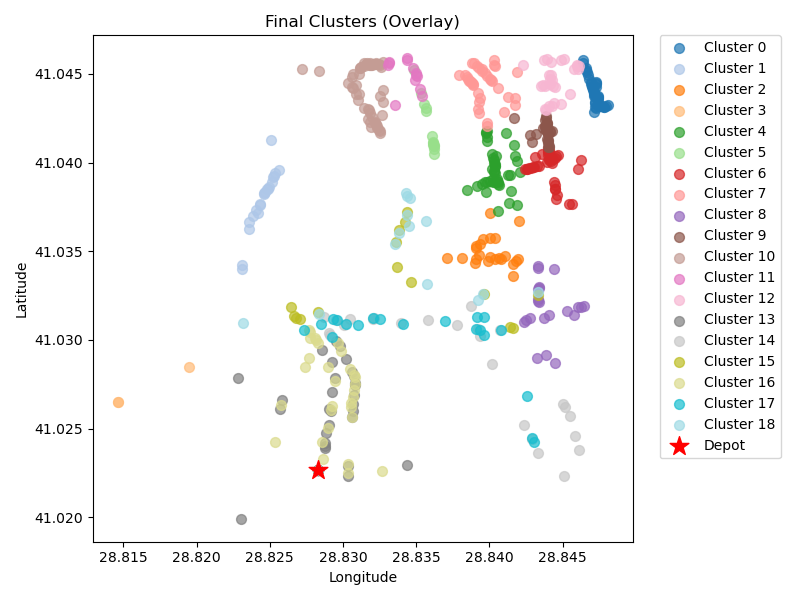 Final Clusters (Overlay)
41.045
41.040
41.035
41.030
41.025
41.020
Latitude
28.815 28.820 28.825 28.830 28.835 28.840 28.845
Longitude
Cluster 0
Cluster 1
Cluster 2
Cluster 3
Cluster 4
Cluster 5
Cluster 6
Cluster 7
Cluster 8
Cluster 9
Cluster 10
Cluster 11
Cluster 12
Cluster 13
Cluster 14
Cluster 15
Cluster 16
Cluster 17
Cluster 18
Depot